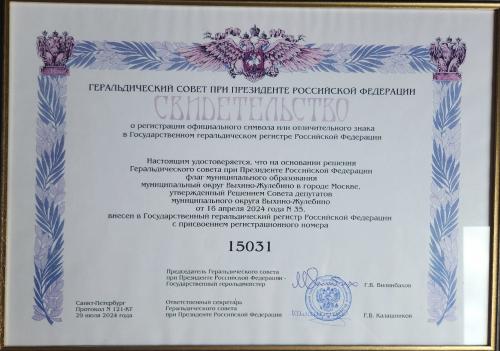 ГЕРАЛЬДИЧЕСКИЙ СОВЕТ ПРИ ПРЕЗИДЕНТЕ РОССИЙСКОЙ ФЕДЕРАЦИИ
СВИДЕТЕЛЬСТВО
о регистрации официального символа или отличительного знака
в Государственном геральдическом регистре Российской Федерации
Настоящим удостоверяется, что на основании решения
Геральдического совета при Президенте Российской Федерации
флаг муниципального образования
муниципальный округ Выхино-Жулебино в городе Москве,
утвержденный Решением Совета депутатов
муниципального округа Выхино-Жулебино
от 16 апреля 2024 года N 35,
внесен в Государственный геральдический регистр Российской Федерации
с присвоением регистрационного номера
15031
Председатель Геральдического совета
при Президенте Российской Федерации -
Государственный герольдмейстер
Г.В. Вилинбахов
Санкт-Петербург
Протокол N 121-КГ
29 июля 2024 года
Ответственный секретарь
Геральдического совета
при Президенте Российской Федерации
Г.В. Калашников